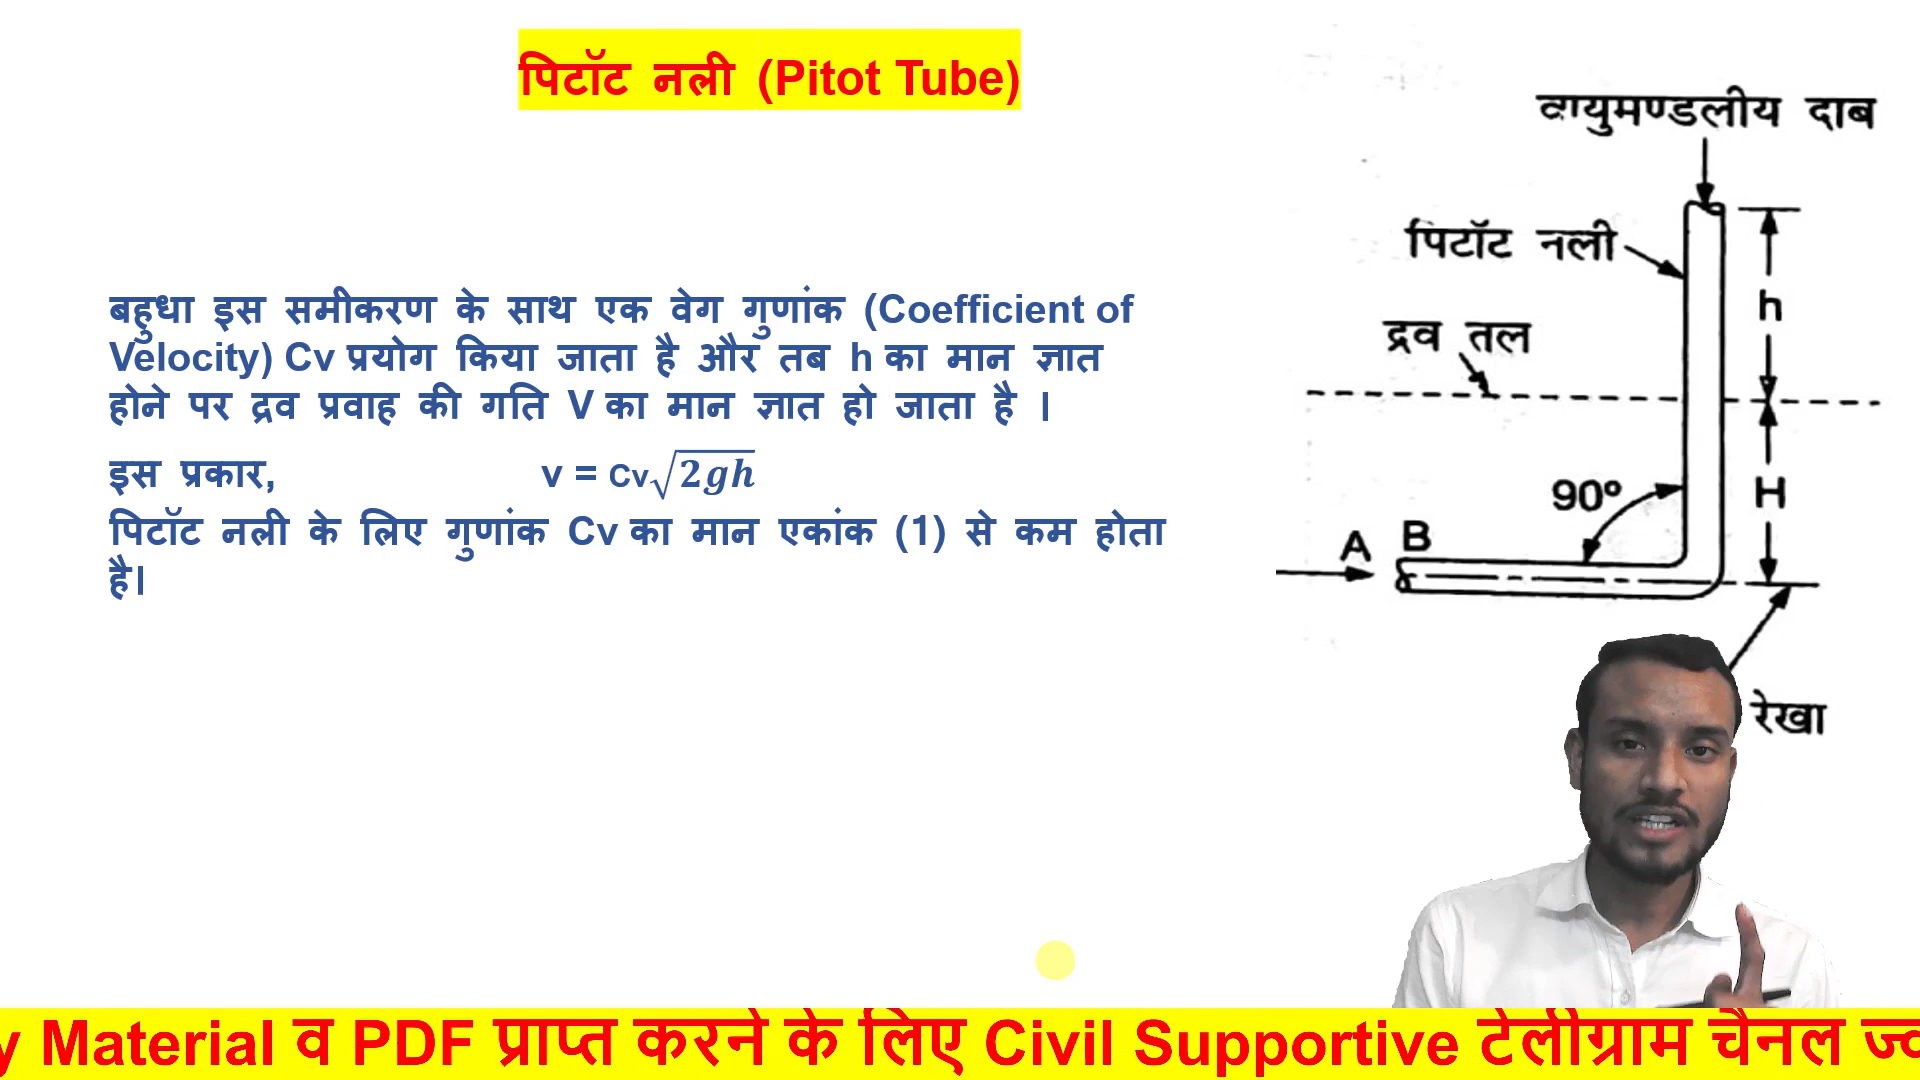 पिटॉट नली (Pitot Tube)
बहुधा इस समीकरण के साथ एक वेग गुणांक (Coefficient of
Velocity) Cv प्रयोग किया जाता है और तब h का मान ज्ञात
होने पर द्रव प्रवाह की गति V का मान ज्ञात हो जाता है ।
इस प्रकार, v = Cv√2gh
पिटॉट नली के लिए गुणांक Cv का मान एकांक (1) से कम होता
है।
वायुमण्डलीय दाब
पिटॉट नली
h
द्रव तल
90º
H
A B
रेखा
Material व PDF प्राप्त करने के लिए Civil Supportive टेलीग्राम चैनल